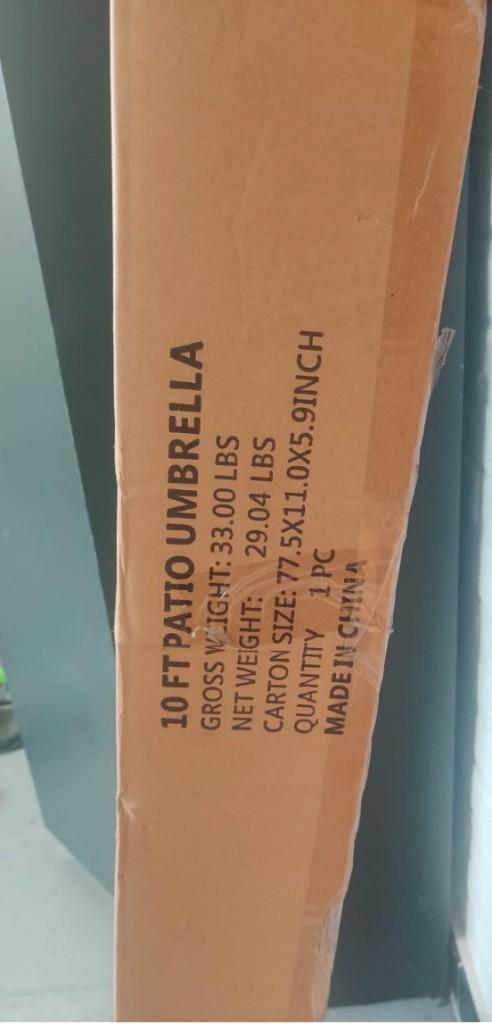 10 FT PATIO UMBRELLA
GROSS WEIGHT: 33.00 LBS
NET WEIGHT: 29.04 LBS
CARTON SIZE: 77.5X11.0X5.9INCH
QUANTITY 1 PC
MADE IN CHINA